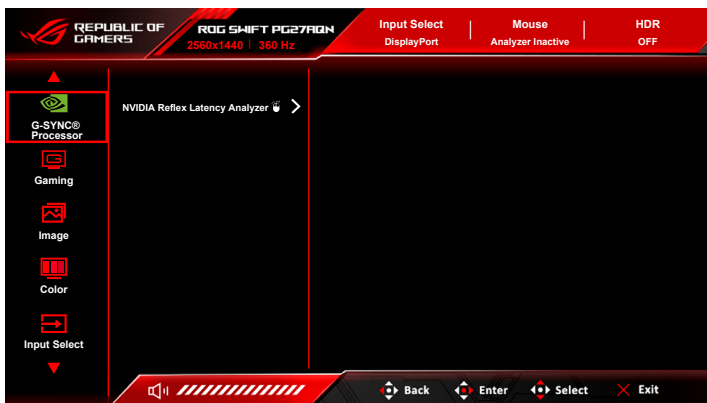 REPUBLIC OF
GAMERS
ROG SWIFT PG27AQN
2560x1440 | 360 Hz
Input Select
DisplayPort
Mouse
Analyzer Inactive
HDR
OFF
G-SYNC®
Processor
NVIDIA Reflex Latency Analyzer
Gaming
Image
Color
Input Select
Back
Enter
Select
Exit